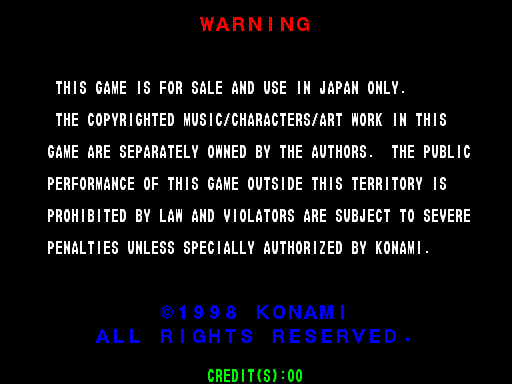 WARNING
THIS GAME IS FOR SALE AND USE IN JAPAN ONLY.
THE COPYRIGHTED MUSIC/CHARACTERS/ART WORK IN THIS
GAME ARE SEPARATELY OWNED BY THE AUTHORS. THE PUBLIC
PERFORMANCE OF THIS GAME OUTSIDE THIS TERRITORY IS
PROHIBITED BY LAW AND VIOLATORS ARE SUBJECT TO SEVERE
PENALTIES UNLESS SPECIALLY AUTHORIZED BY KONAMI.
©1998 KONAMI
ALL RIGHTS RESERVED.
CREDIT(S):00